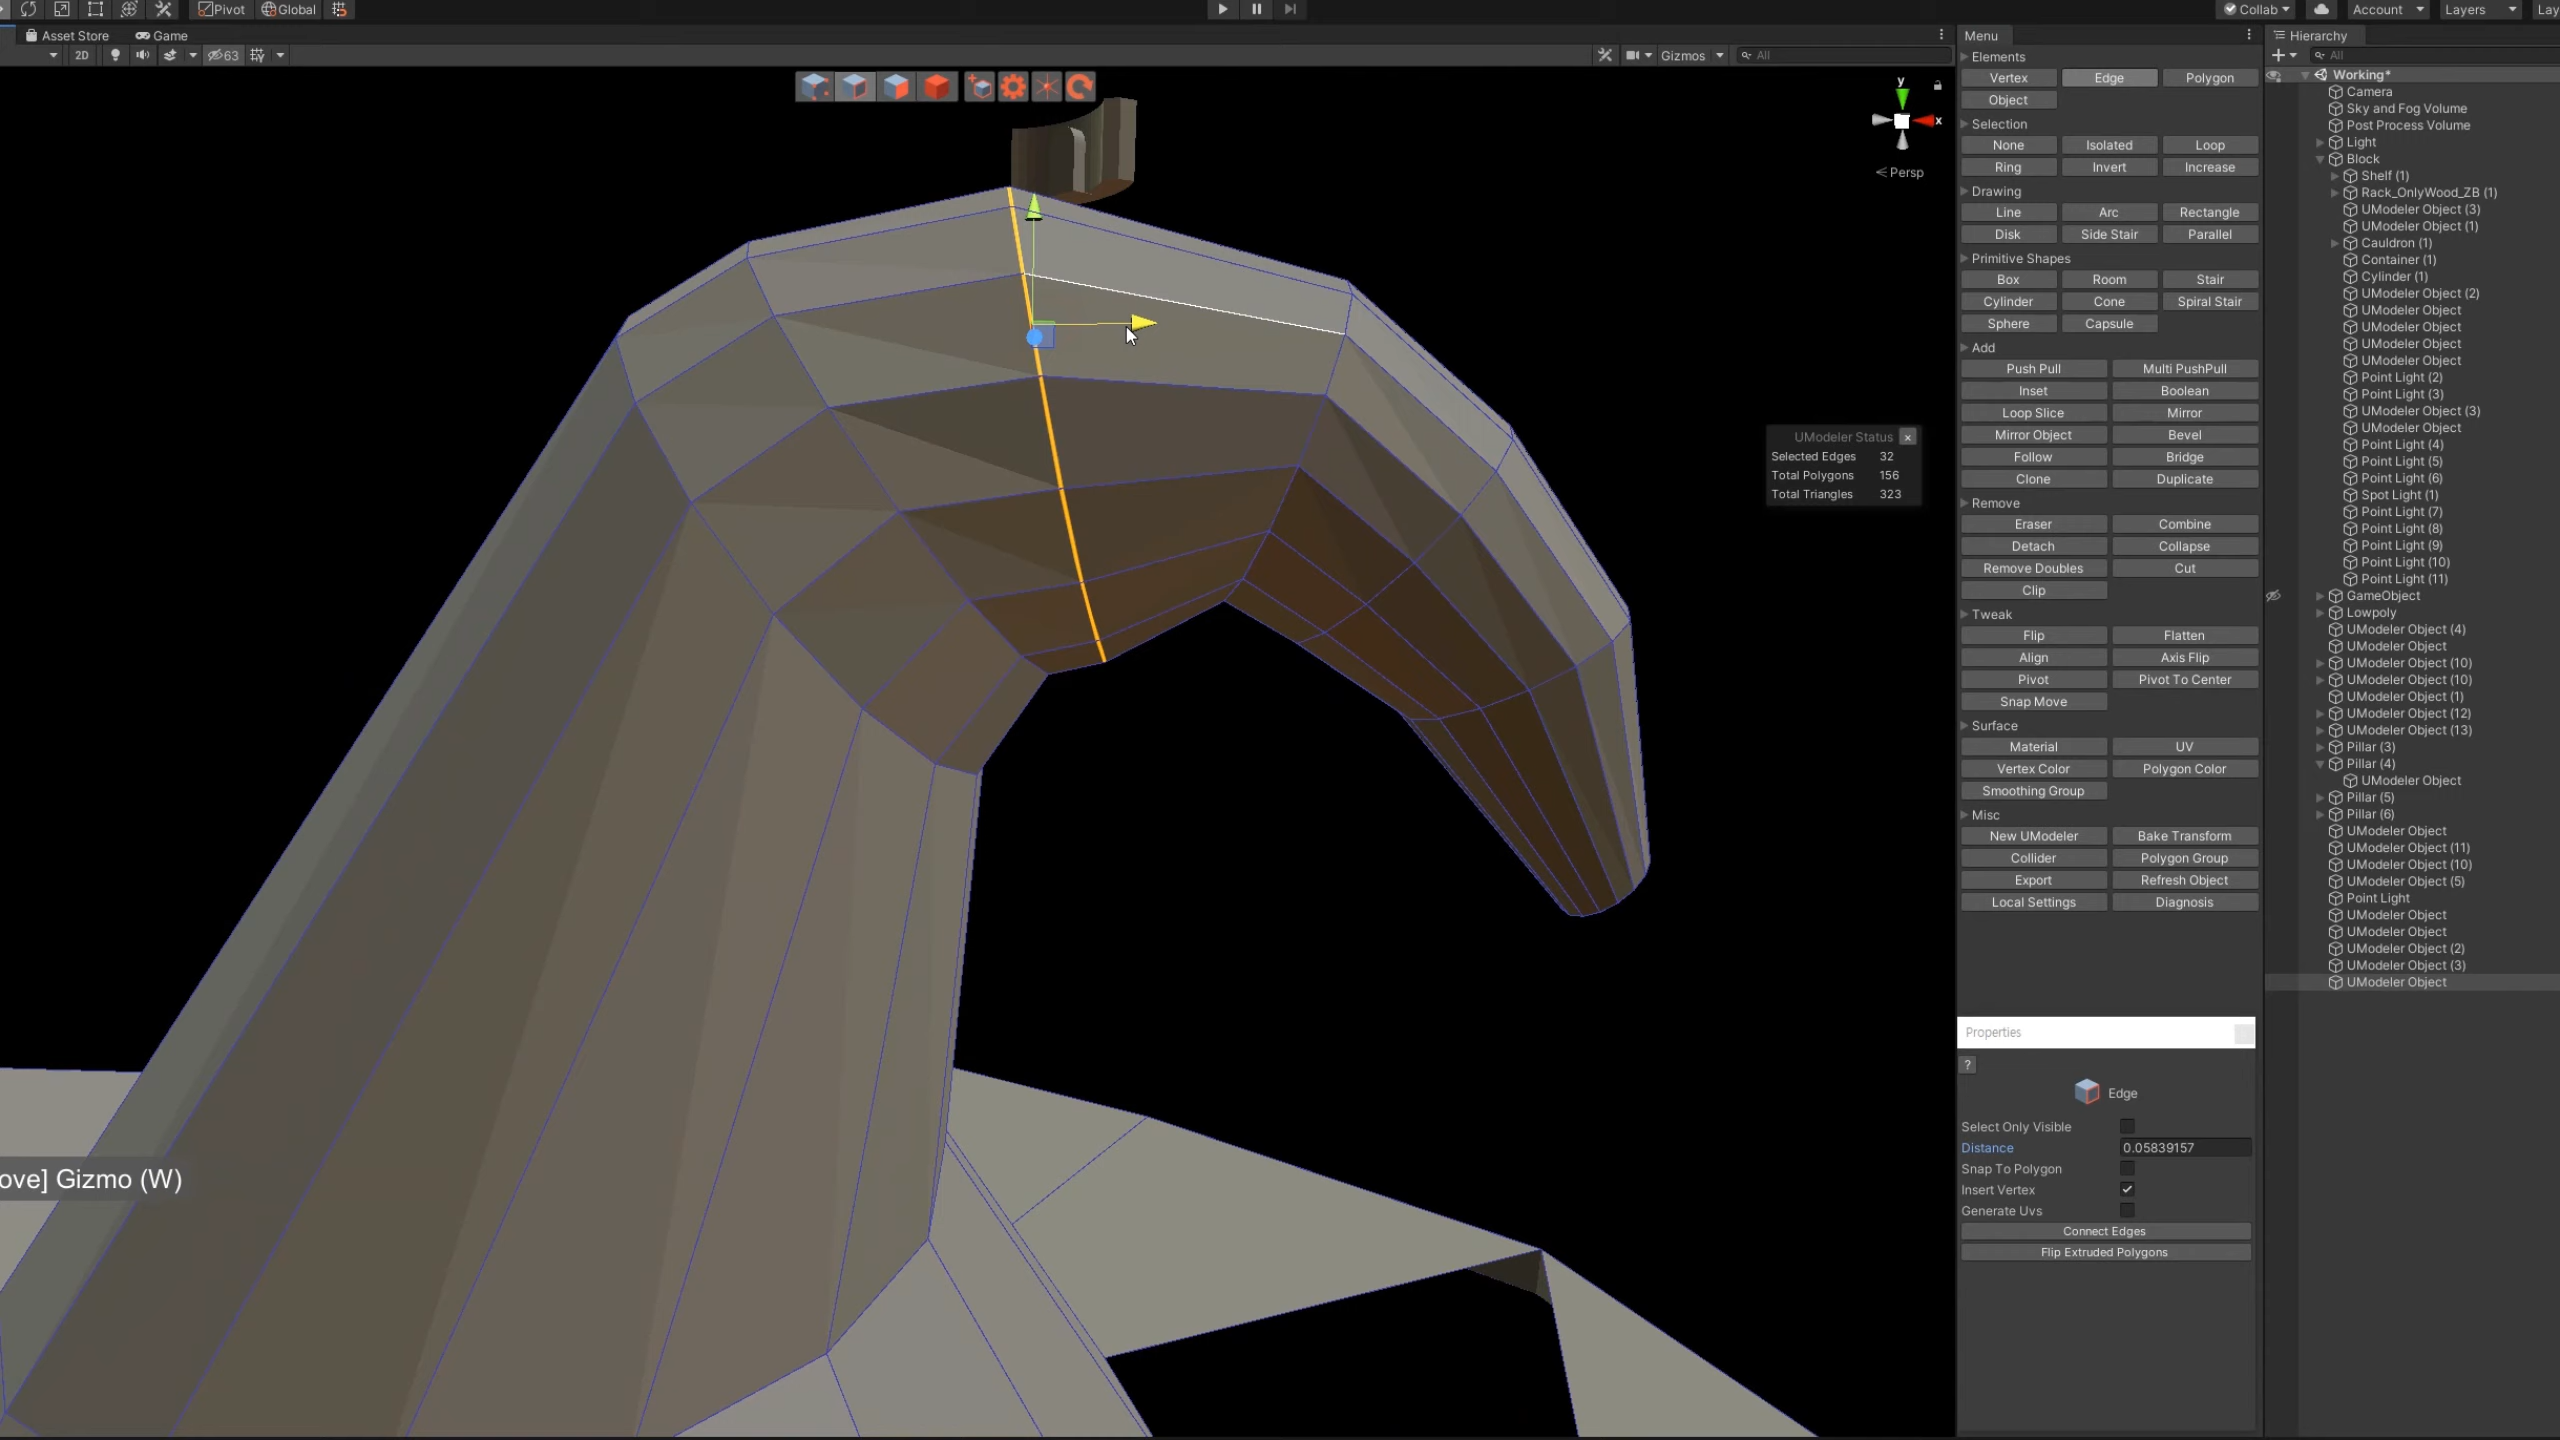 Pivot Global Collab Account Layers Lay
Asset Store Game
2D 63 Gizmos All
y
x
Persp
UModeler Status
Selected Edges 32
Total Polygons 156
Total Triangles 323
ove] Gizmo (W)
Menu
Elements
Vertex Edge Polygon
Object
Selection
None Isolated Loop
Ring Invert Increase
Drawing
Line Arc Rectangle
Disk Side Stair Parallel
Primitive Shapes
Box Room Stair
Cylinder Cone Spiral Stair
Sphere Capsule
Add
Push Pull Multi PushPull
Inset Boolean
Loop Slice Mirror
Mirror Object Bevel
Follow Bridge
Clone Duplicate
Remove
Eraser Combine
Detach Collapse
Remove Doubles Cut
Clip
Tweak
Flip Flatten
Align Axis Flip
Pivot Pivot To Center
Snap Move
Surface
Material UV
Vertex Color Polygon Color
Smoothing Group
Misc
New UModeler Bake Transform
Collider Polygon Group
Export Refresh Object
Local Settings Diagnosis
Properties
?
Edge
Select Only Visible
Distance 0.05839157
Snap To Polygon
Insert Vertex
Generate Uvs
Connect Edges
Flip Extruded Polygons
Hierarchy
All
Working*
Camera
Sky and Fog Volume
Post Process Volume
Light
Block
Shelf (1)
Rack_OnlyWood_ZB (1)
UModeler Object (3)
UModeler Object (1)
Cauldron (1)
Container (1)
Cylinder (1)
UModeler Object (2)
UModeler Object
UModeler Object
UModeler Object
UModeler Object
Point Light (2)
Point Light (3)
UModeler Object (3)
UModeler Object
Point Light (4)
Point Light (5)
Point Light (6)
Spot Light (1)
Point Light (7)
Point Light (8)
Point Light (9)
Point Light (10)
Point Light (11)
GameObject
Lowpoly
UModeler Object (4)
UModeler Object
UModeler Object (10)
UModeler Object (10)
UModeler Object (1)
UModeler Object (12)
UModeler Object (13)
Pillar (3)
Pillar (4)
UModeler Object
Pillar (5)
Pillar (6)
UModeler Object
UModeler Object (11)
UModeler Object (10)
UModeler Object (5)
Point Light
UModeler Object
UModeler Object
UModeler Object (2)
UModeler Object (3)
UModeler Object